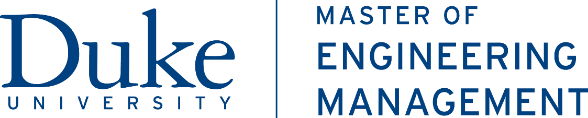 Duke
UNIVERSITY
MASTER OF
ENGINEERING
MANAGEMENT